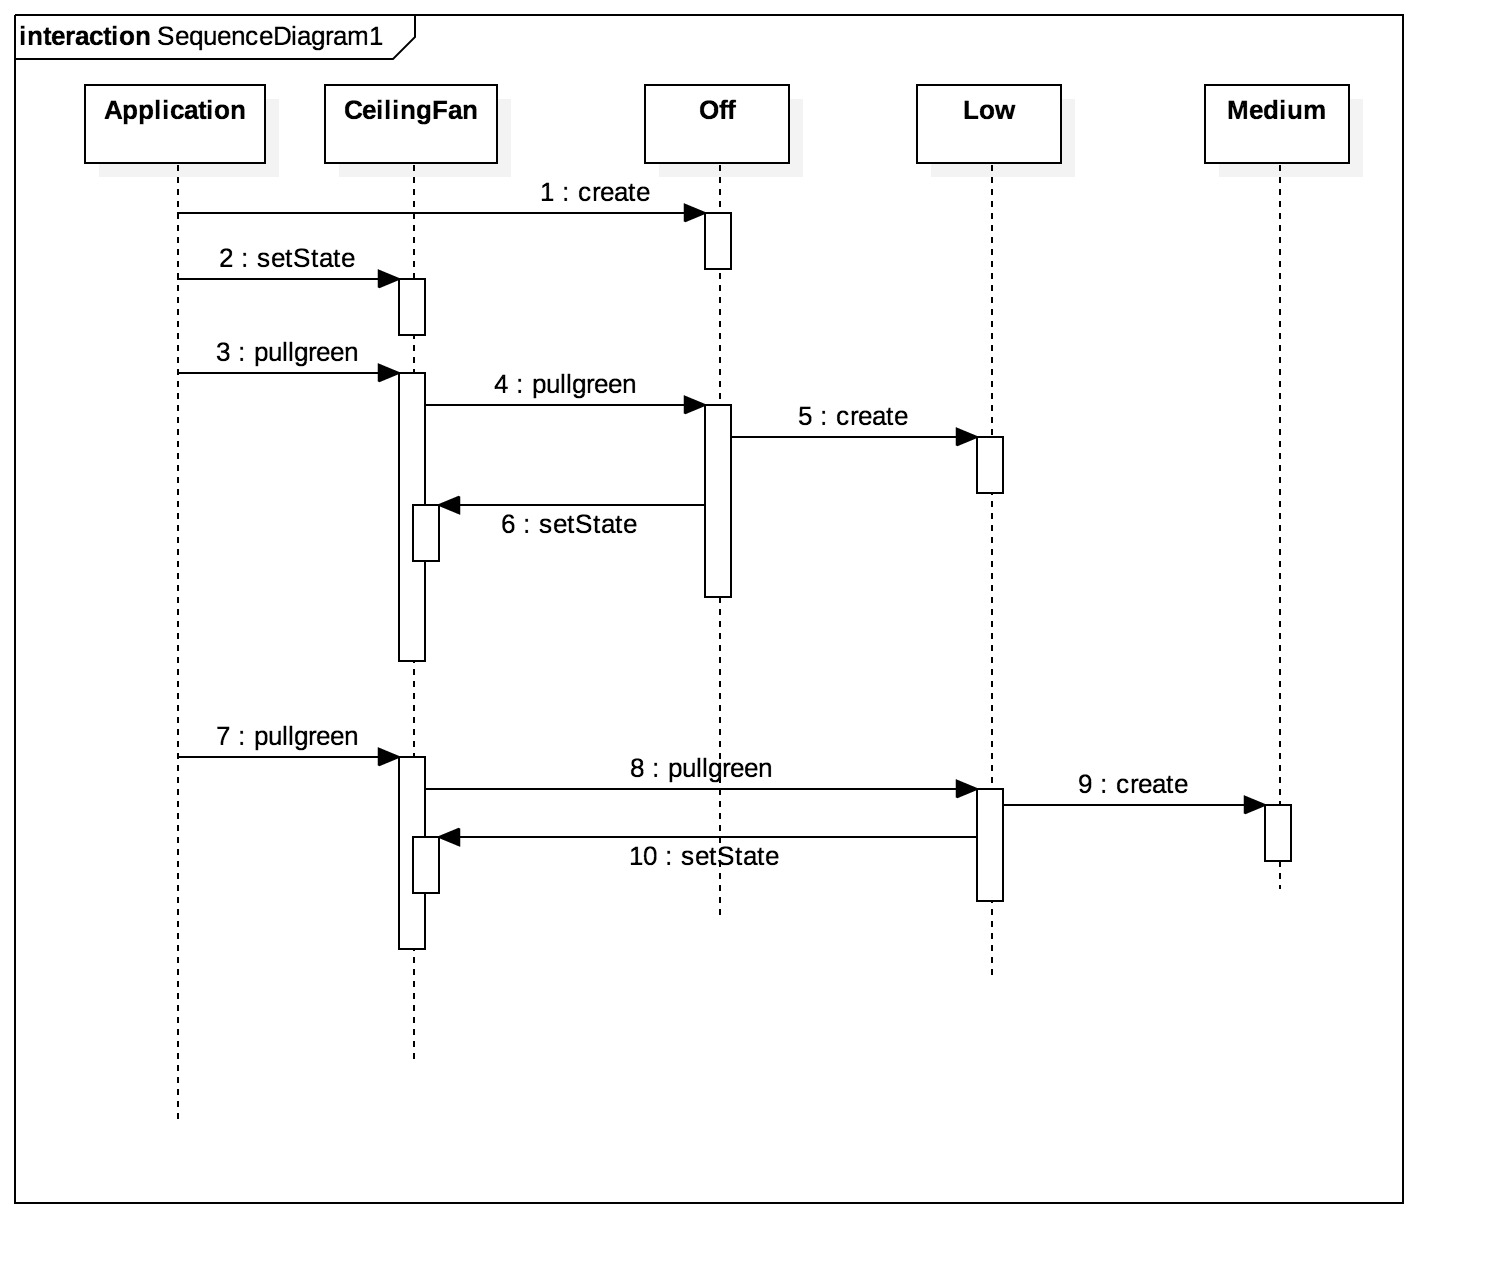 interaction SequenceDiagram1
Application
CeilingFan
Off
Low
Medium
1 : create
2 : setState
3 : pullgreen
4 : pullgreen
5 : create
6 : setState
7 : pullgreen
8 : pullgreen
9 : create
10 : setState